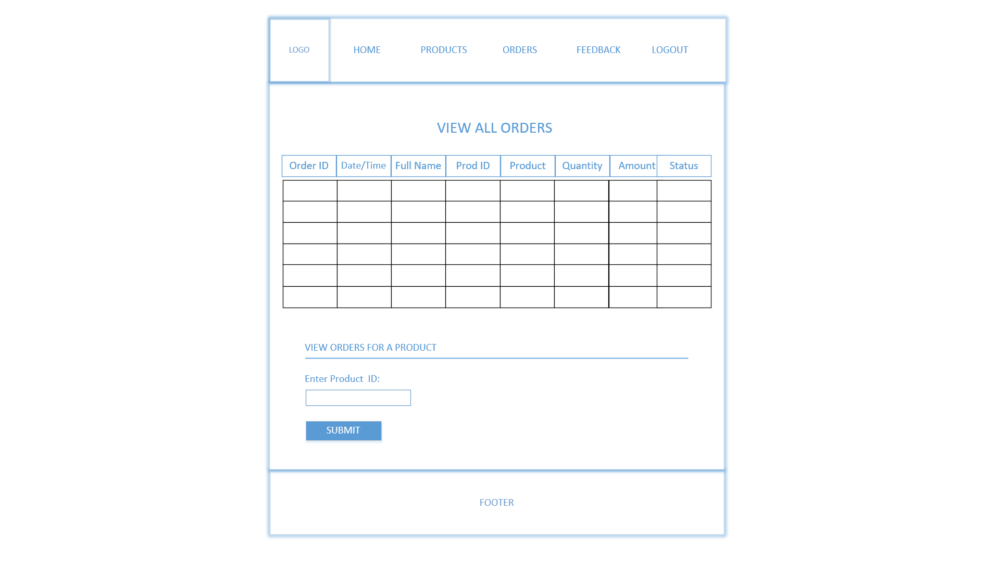 LOGO HOME PRODUCTS ORDERS FEEDBACK LOGOUT
VIEW ALL ORDERS
Order ID Date/Time Full Name Prod ID Product Quantity Amount Status
VIEW ORDERS FOR A PRODUCT
Enter Product  ID:
SUBMIT
FOOTER